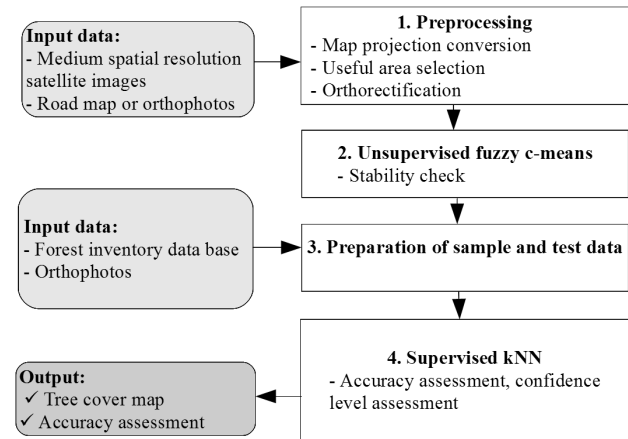 Input data:
- Medium spatial resolution
satellite images
- Road map or orthophotos
1. Preprocessing
- Map projection conversion
- Useful area selection
- Orthorectification
2. Unsupervised fuzzy c-means
- Stability check
Input data:
- Forest inventory data base
- Orthophotos
3. Preparation of sample and test data
4. Supervised kNN
- Accuracy assessment, confidence
level assessment
Output:
✓ Tree cover map
✓ Accuracy assessment